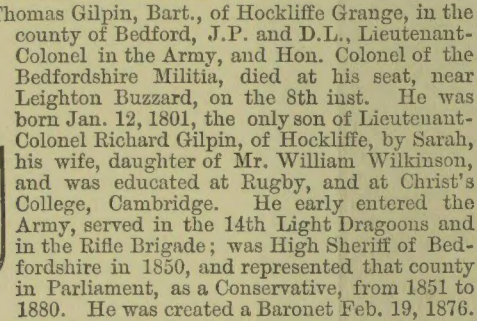 Thomas Gilpin, Bart., of Hockliffe Grange, in the
county of Bedford, J.P. and D.L., Lieutenant-
Colonel in the Army, and Hon. Colonel of the
Bedfordshire Militia, died at his seat, near
Leighton Buzzard, on the 8th inst. He was
born Jan. 12, 1801, the only son of Lieutenant-
Colonel Richard Gilpin, of Hockliffe, by Sarah,
his wife, daughter of Mr. William Wilkinson,
and was educated at Rugby, and at Christ's
College, Cambridge. He early entered the
Army, served in the 14th Light Dragoons and
in the Rifle Brigade; was High Sheriff of Bed-
fordshire in 1850, and represented that county
in Parliament, as a Conservative, from 1851 to
1880. He was created a Baronet Feb. 19, 1876.